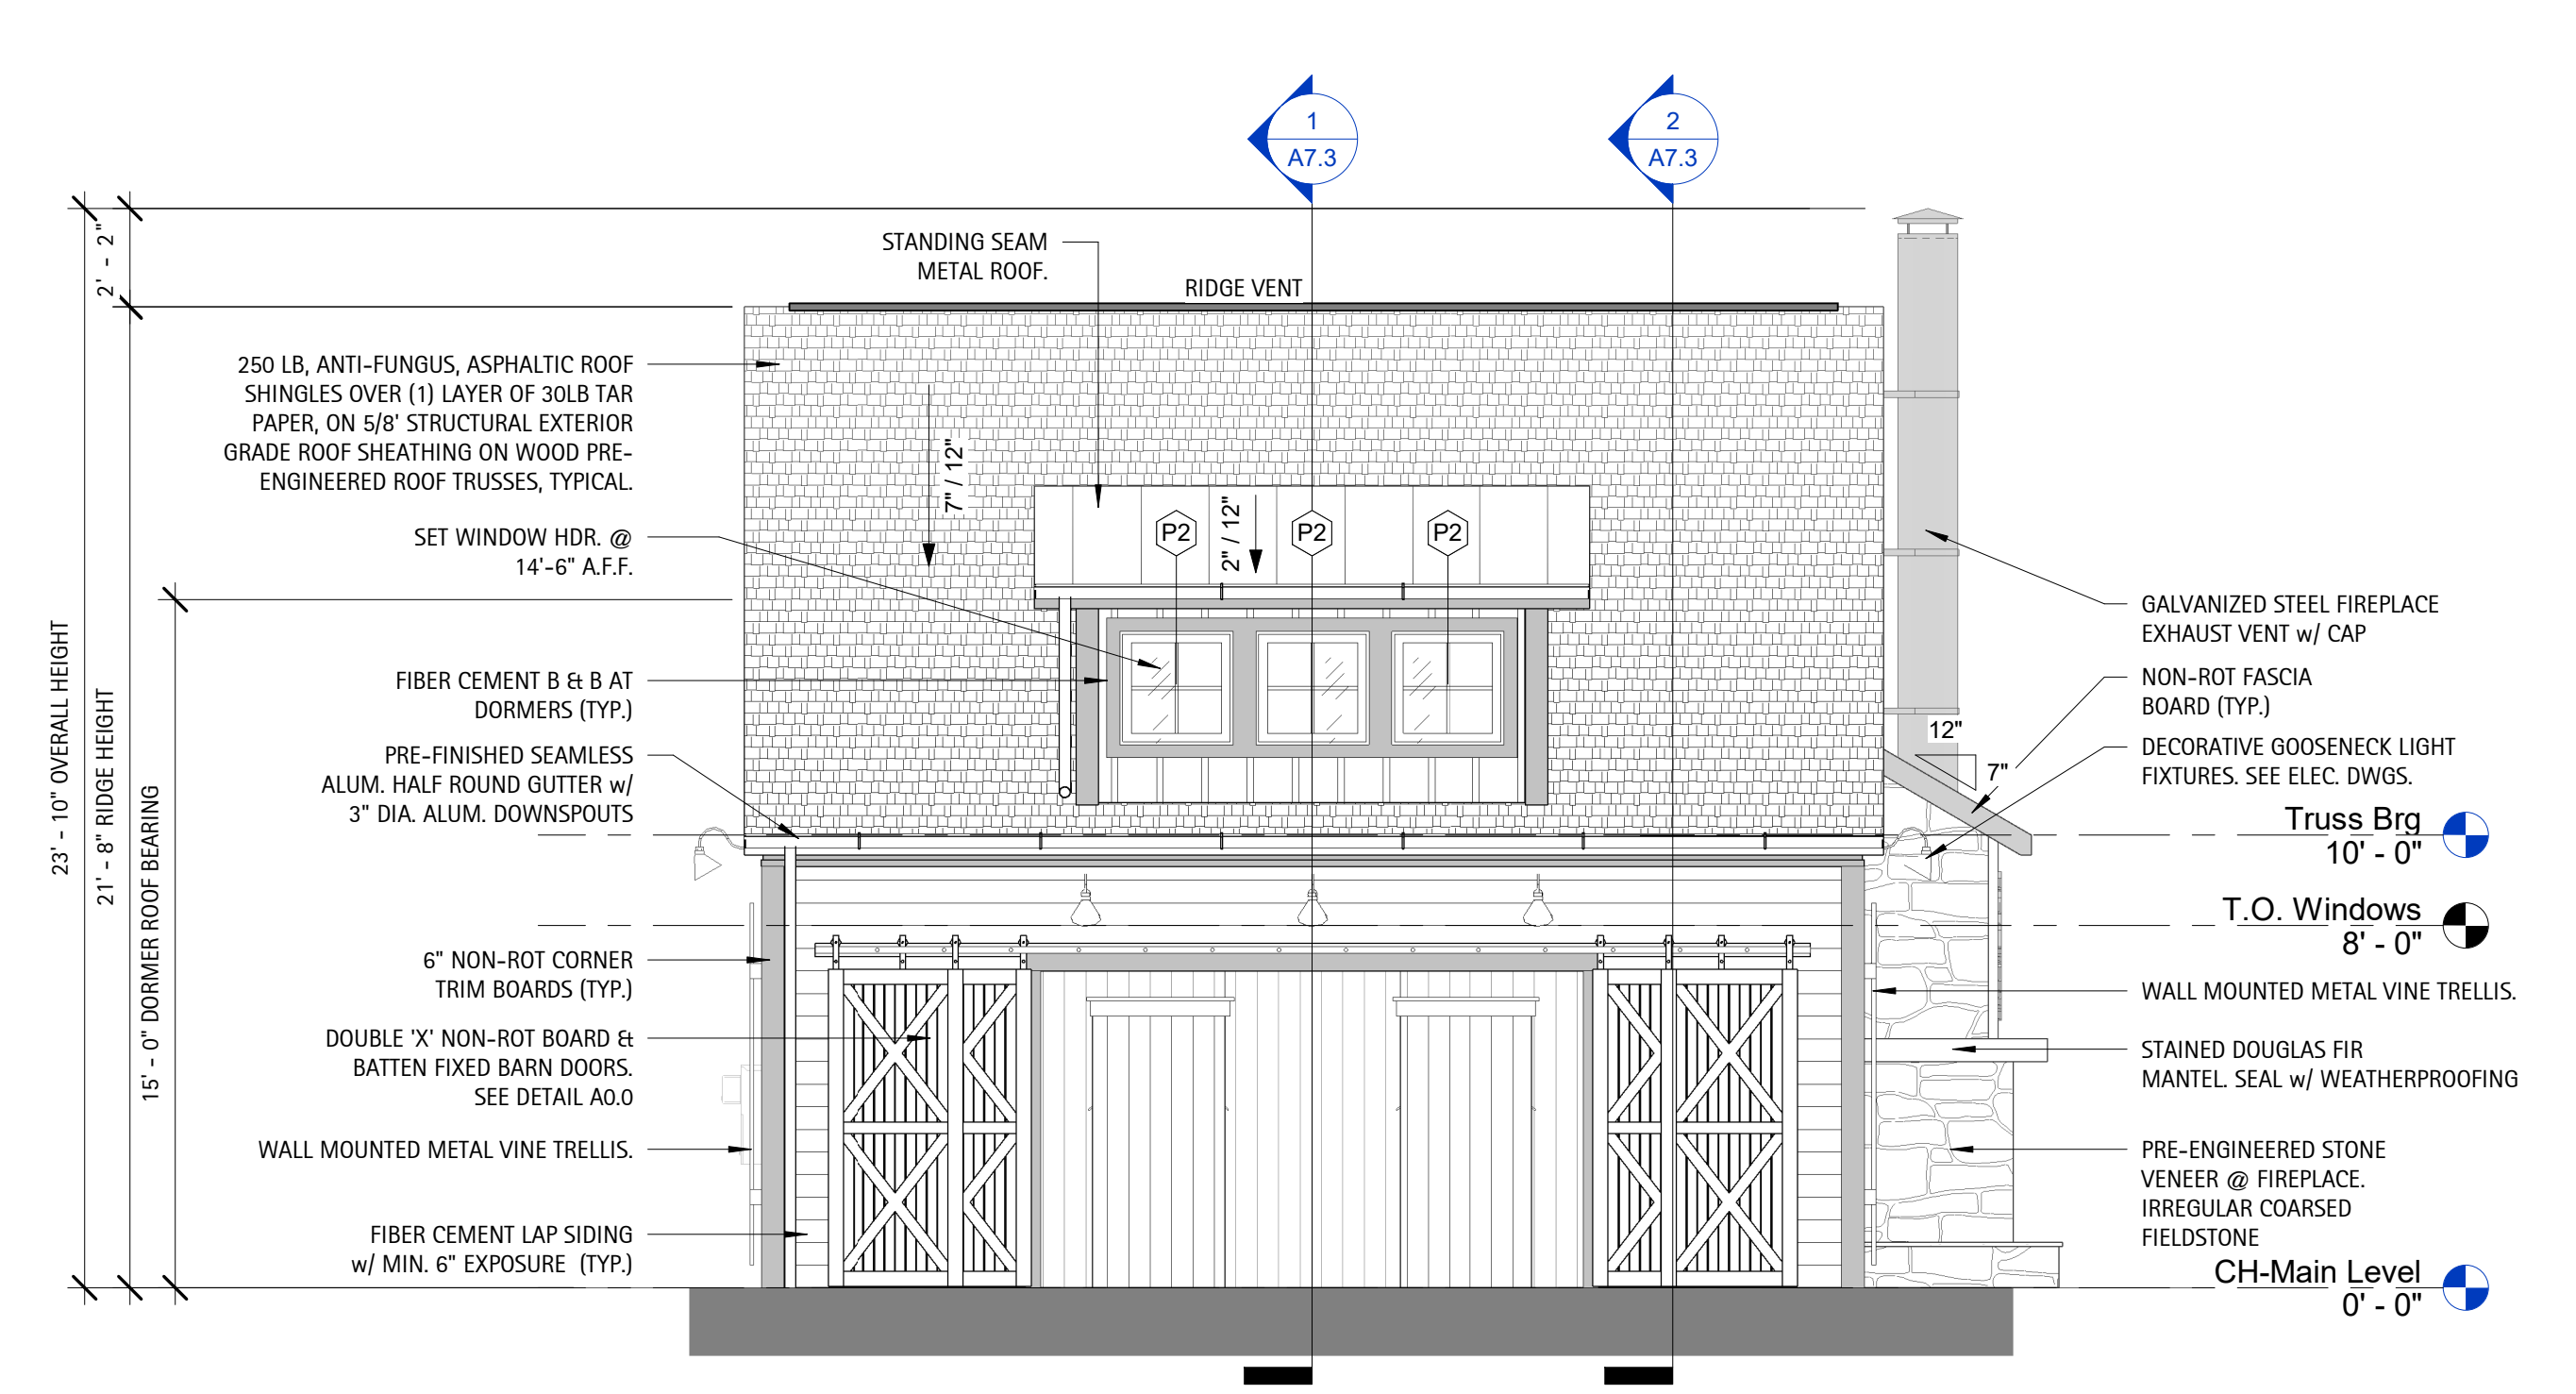 1
A7.3
2
A7.3
STANDING SEAM
METAL ROOF.
RIDGE VENT
2' - 2"
23' - 10" OVERALL HEIGHT
21' - 8" RIDGE HEIGHT
15' - 0" DORMER ROOF BEARING
250 LB, ANTI-FUNGUS, ASPHALTIC ROOF
SHINGLES OVER (1) LAYER OF 30LB TAR
PAPER, ON 5/8' STRUCTURAL EXTERIOR
GRADE ROOF SHEATHING ON WOOD PRE-
ENGINEERED ROOF TRUSSES, TYPICAL.
SET WINDOW HDR. @
14'-6" A.F.F.
FIBER CEMENT B & B AT
DORMERS (TYP.)
PRE-FINISHED SEAMLESS
ALUM. HALF ROUND GUTTER w/
3" DIA. ALUM. DOWNSPOUTS
6" NON-ROT CORNER
TRIM BOARDS (TYP.)
DOUBLE 'X' NON-ROT BOARD &
BATTEN FIXED BARN DOORS.
SEE DETAIL A0.0
WALL MOUNTED METAL VINE TRELLIS.
FIBER CEMENT LAP SIDING
w/ MIN. 6" EXPOSURE (TYP.)
7" / 12"
P2
2" / 12"
P2
P2
GALVANIZED STEEL FIREPLACE
EXHAUST VENT w/ CAP
NON-ROT FASCIA
BOARD (TYP.)
12"
7"
DECORATIVE GOOSENECK LIGHT
FIXTURES. SEE ELEC. DWGS.
Truss Brg
10' - 0"
T.O. Windows
8' - 0"
WALL MOUNTED METAL VINE TRELLIS.
STAINED DOUGLAS FIR
MANTEL. SEAL w/ WEATHERPROOFING
PRE-ENGINEERED STONE
VENEER @ FIREPLACE.
IRREGULAR COARSED
FIELDSTONE
CH-Main Level
0' - 0"